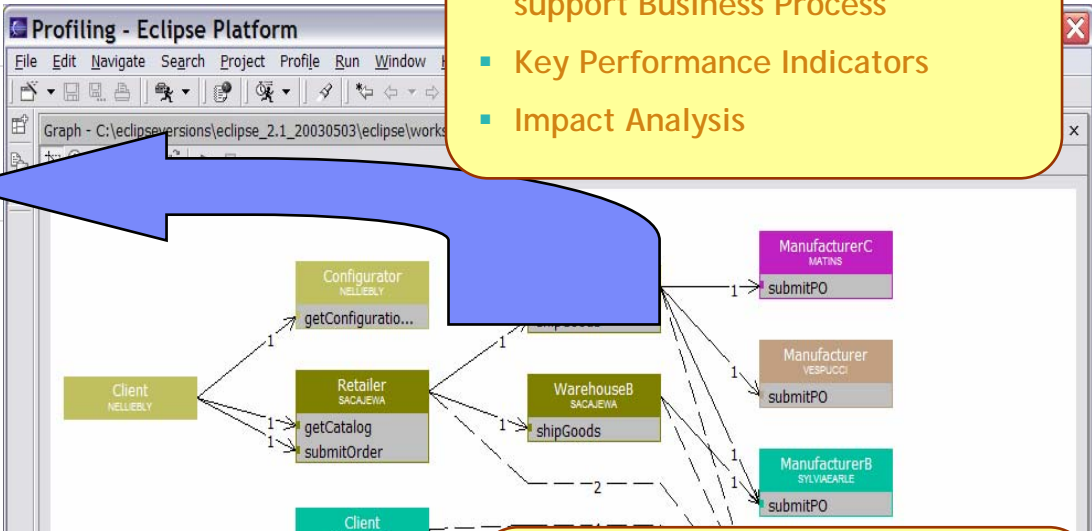 support Business Process
▪ Key Performance Indicators
▪ Impact Analysis
Profiling - Eclipse Platform
File Edit Navigate Search Project Profile Run Window
Graph - C:\eclipseversions\eclipse_2.1_20030503\eclipse\works
Client
NELLIEBLY
Configurator
NELLIEBLY
getConfiguratio...
Retailer
SACAJEWA
getCatalog
submitOrder
Client
shipGoods
WarehouseB
SACAJEWA
shipGoods
ManufacturerC
MATINS
submitPO
Manufacturer
VESPUCCI
submitPO
ManufacturerB
SYLVIAEARLE
submitPO
1
1
1
1
1
2
1
1
1
1